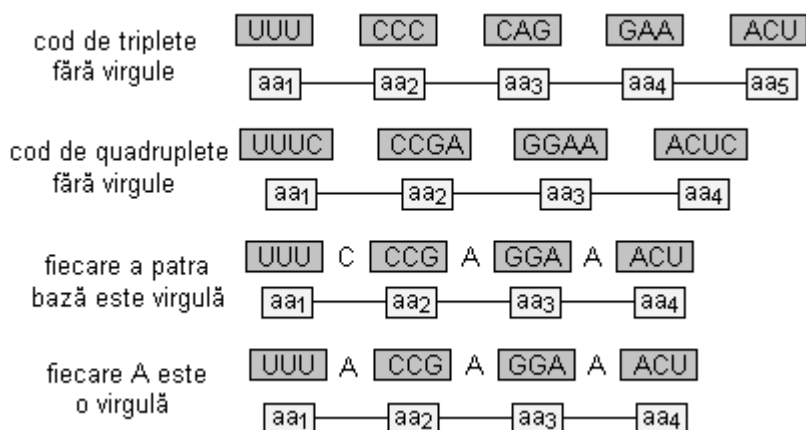 cod de triplete
fără virgule
UUU CCC CAG GAA ACU
aa1 aa2 aa3 aa4 aa5
cod de quadruplete
fără virgule
UUUC CCGA GGAA ACUC
aa1 aa2 aa3 aa4
fiecare a patra
bază este virgulă
UUU C CCG A GGA A ACU
aa1 aa2 aa3 aa4
fiecare A este
o virgulă
UUU A CCG A GGA A ACU
aa1 aa2 aa3 aa4